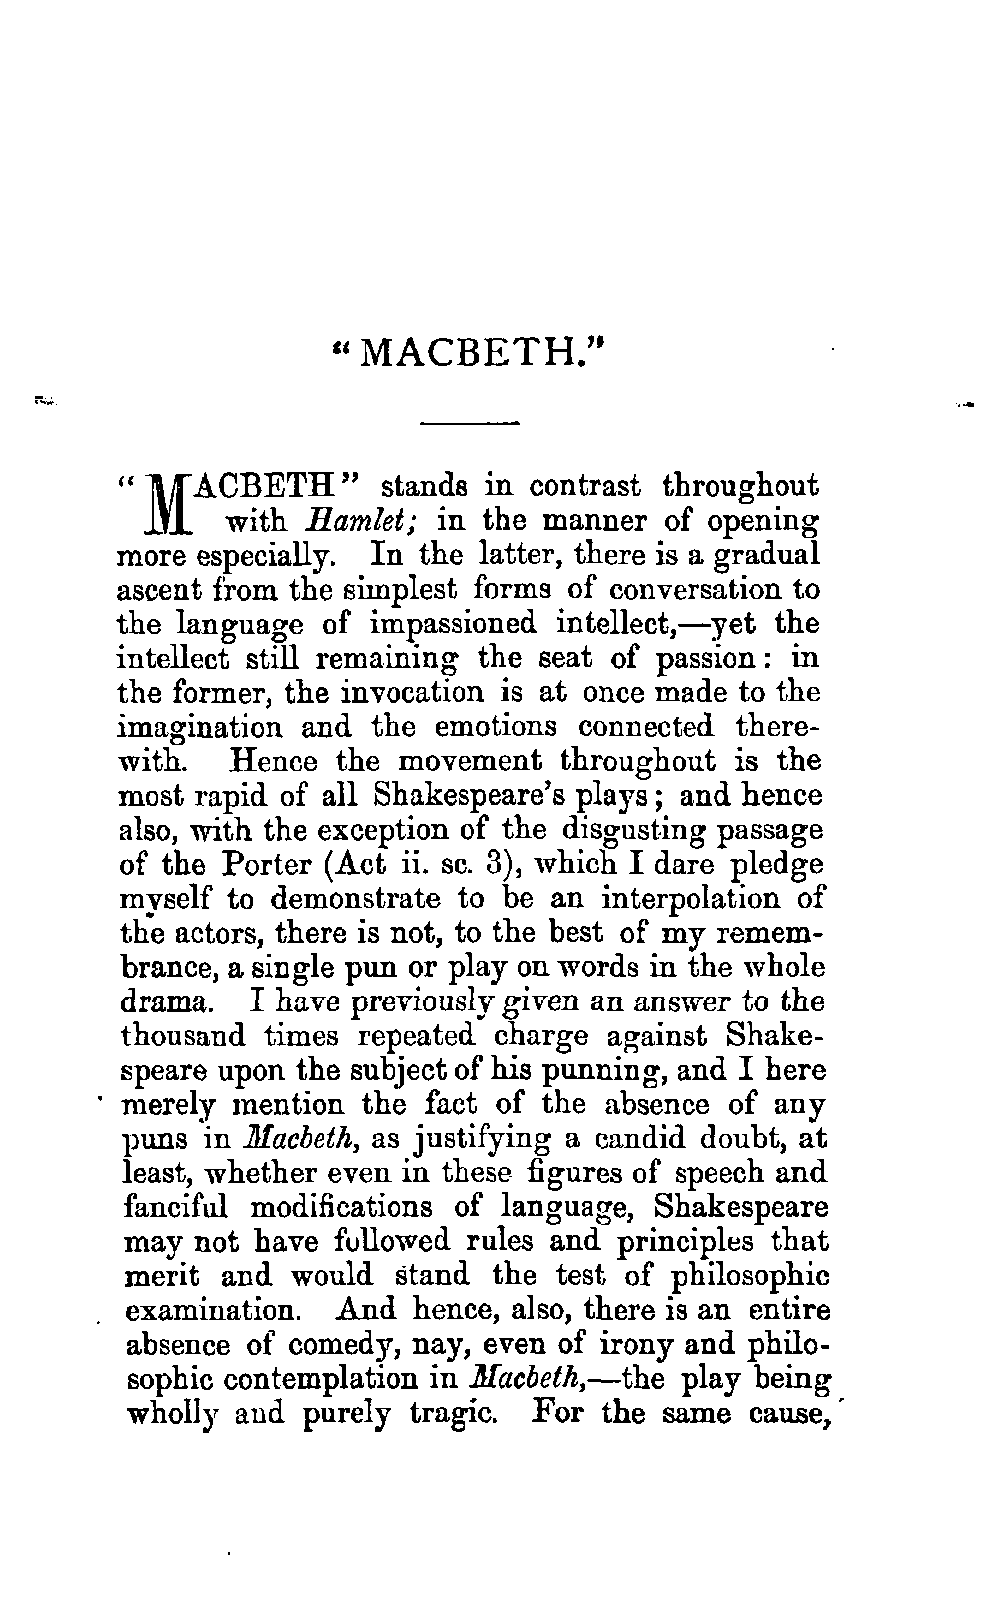 “ MACBETH.”
“ MACBETH ” stands in contrast throughout
with Hamlet; in the manner of opening
more especially. In the latter, there is a gradual
ascent from the simplest forms of conversation to
the language of impassioned intellect,—yet the
intellect still remaining the seat of passion : in
the former, the invocation is at once made to the
imagination and the emotions connected there-
with. Hence the movement throughout is the
most rapid of all Shakespeare’s plays ; and hence
also, with the exception of the disgusting passage
of the Porter (Act ii. sc. 3), which I dare pledge
myself to demonstrate to be an interpolation of
the actors, there is not, to the best of my remem-
brance, a single pun or play on words in the whole
drama. I have previously given an answer to the
thousand times repeated charge against Shake-
speare upon the subject of his punning, and I here
merely mention the fact of the absence of any
puns in Macbeth, as justifying a candid doubt, at
least, whether even in these figures of speech and
fanciful modifications of language, Shakespeare
may not have followed rules and principles that
merit and would stand the test of philosophic
examination. And hence, also, there is an entire
absence of comedy, nay, even of irony and philo-
sophic contemplation in Macbeth,—the play being
wholly and purely tragic. For the same cause,